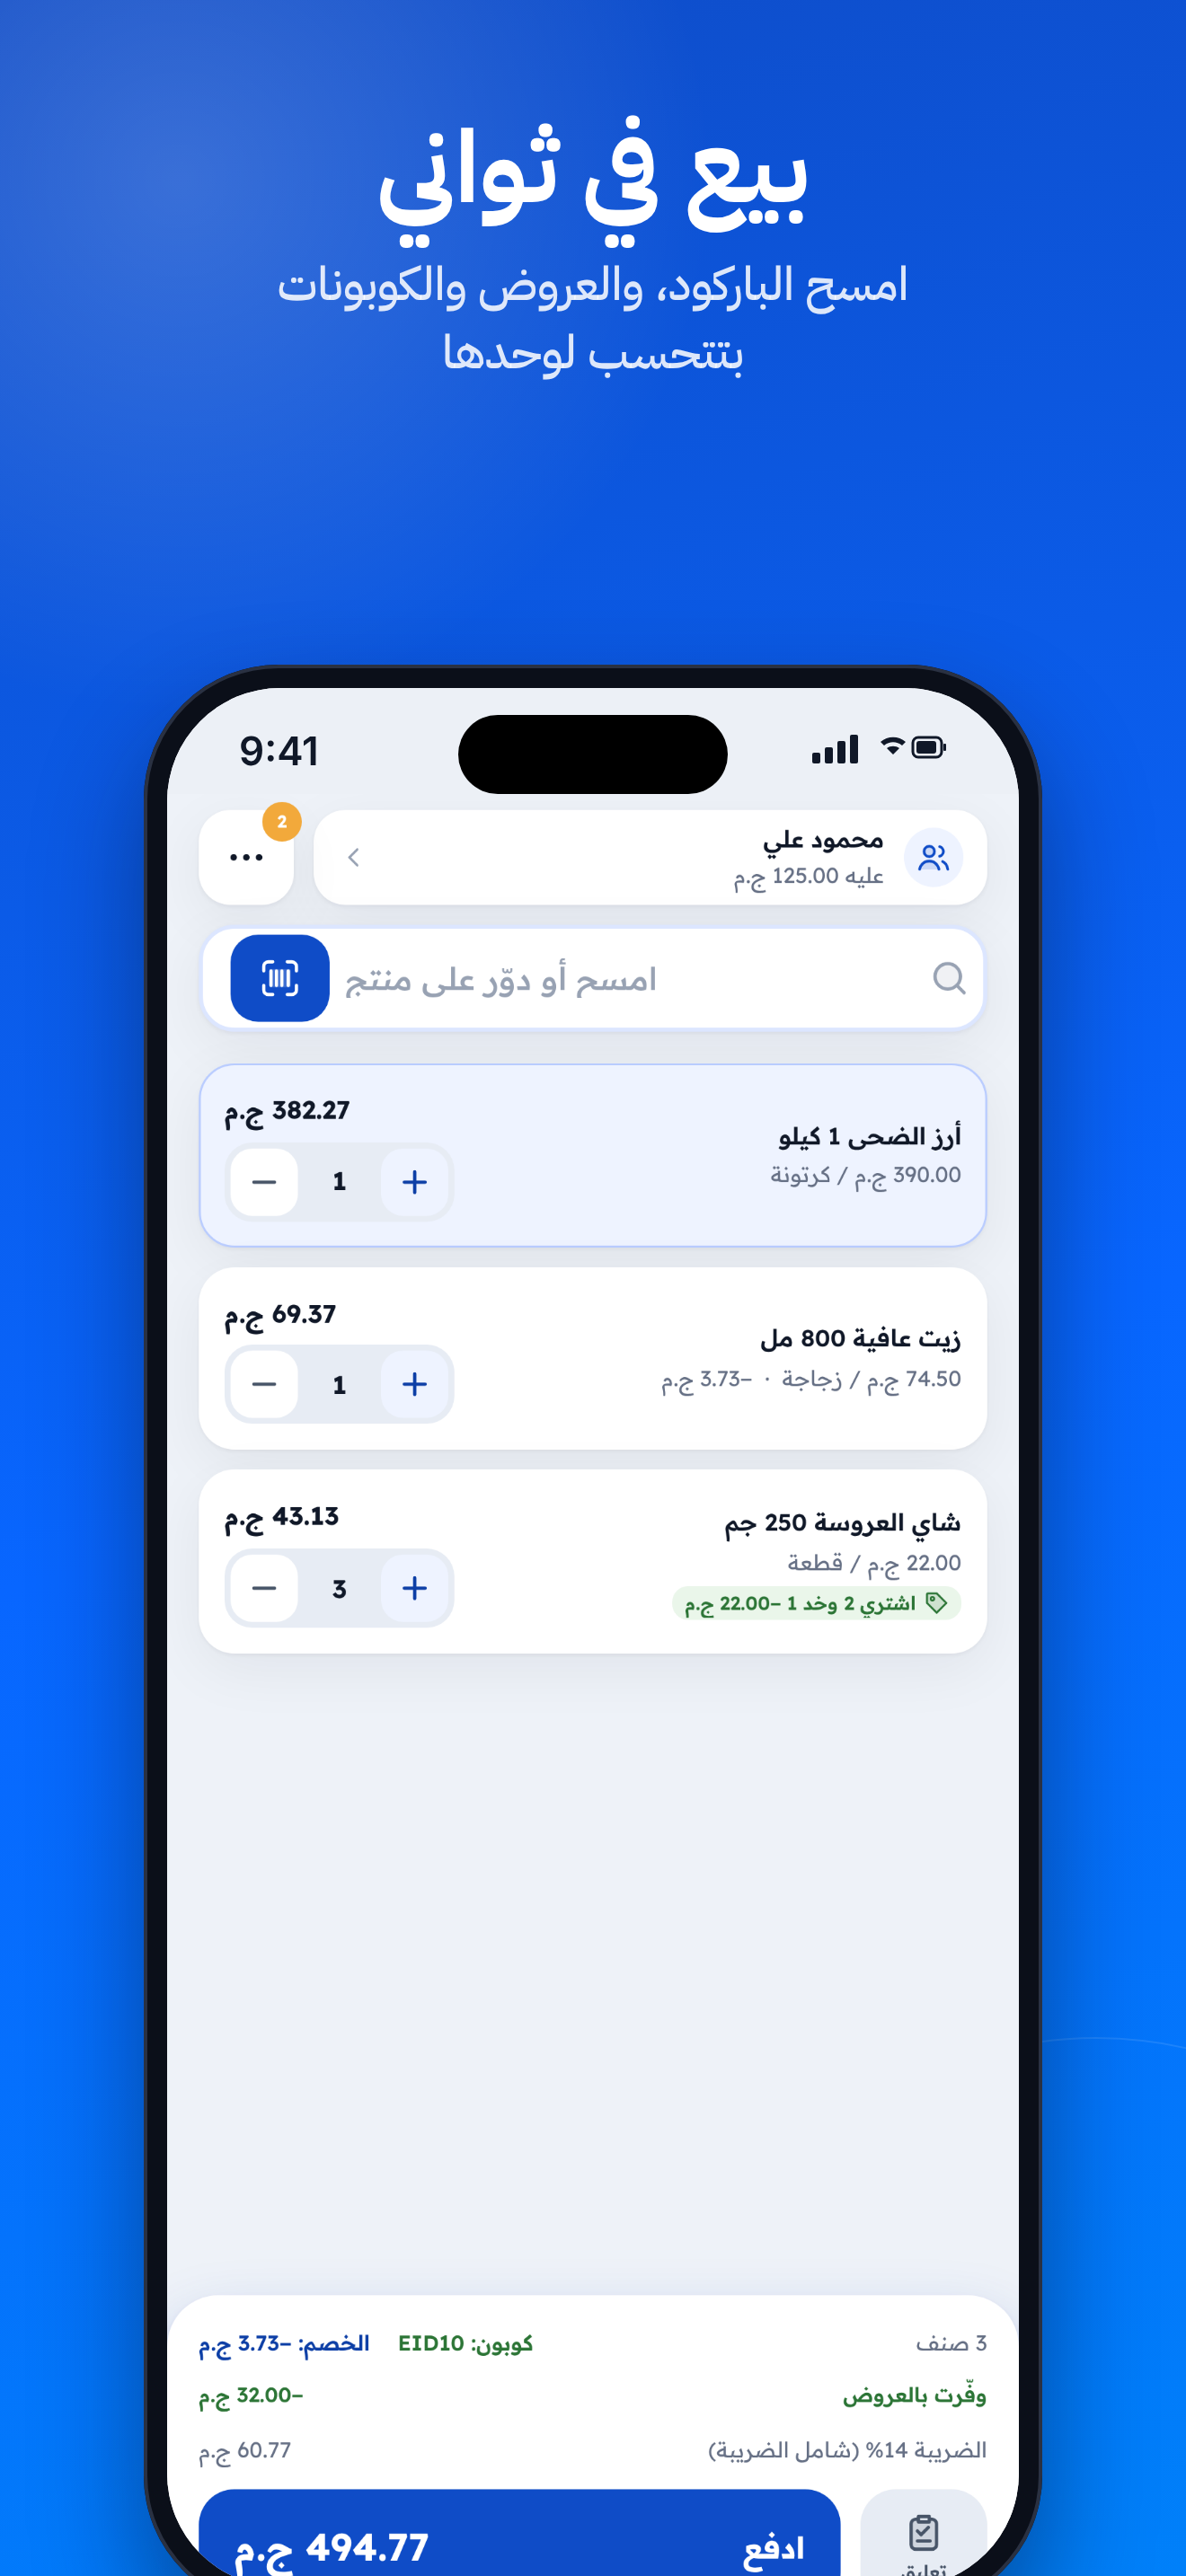 بيع في ثواني
امسح الباركود، والعروض والكوبونات
بتتحسب لوحدها
9:41
محمود علي
عليه 125.00 ج.م
2
امسح أو دوّر على منتج
أرز الضحى 1 كيلو
390.00 ج.م / كرتونة
382.27 ج.م
1
زيت عافية 800 مل
74.50 ج.م / زجاجة · −3.73 ج.م
69.37 ج.م
1
شاي العروسة 250 جم
22.00 ج.م / قطعة
اشتري 2 وخد 1 −22.00 ج.م
43.13 ج.م
3
3 صنف كوبون: EID10 الخصم: −3.73 ج.م
وفّرت بالعروض −32.00 ج.م
الضريبة 14% (شامل الضريبة) 60.77 ج.م
ادفع 494.77 ج.م
تعليق